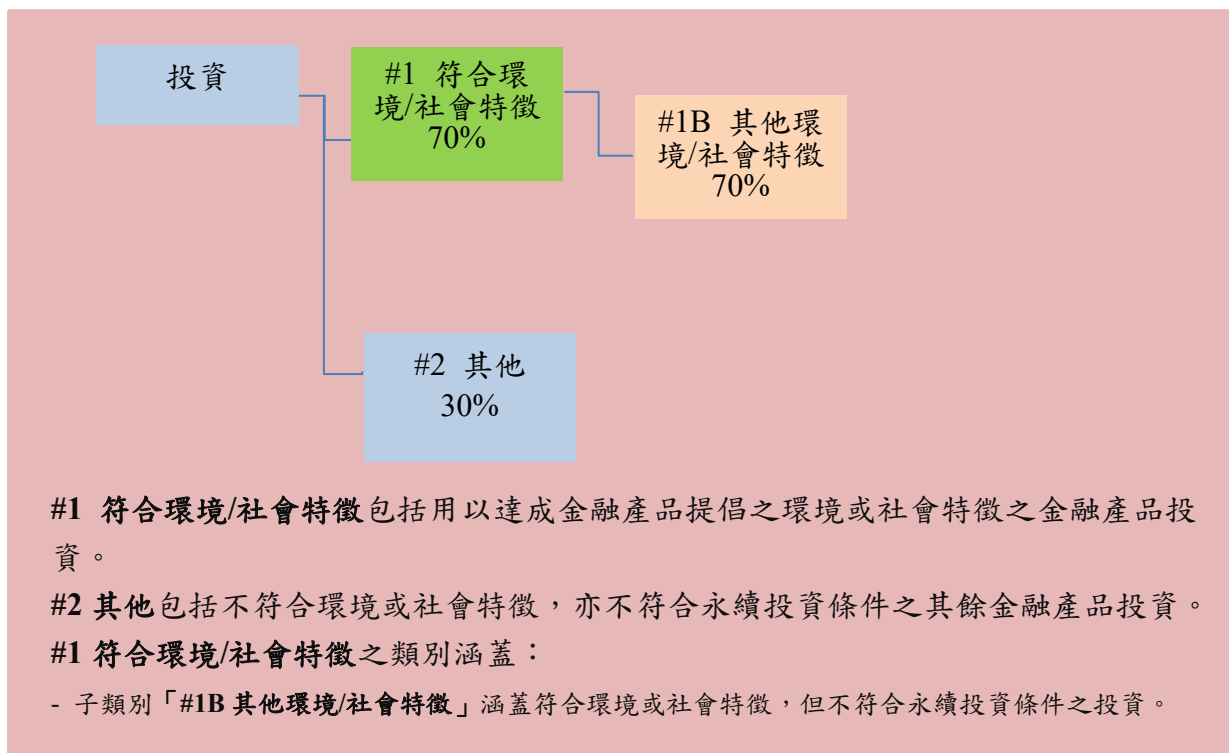 投資
#1 符合環
境/社會特徵
70%
#1B 其他環
境/社會特徵
70%
#2 其他
30%
#1 符合環境/社會特徵包括用以達成金融產品提倡之環境或社會特徵之金融產品投
資。
#2 其他包括不符合環境或社會特徵，亦不符合永續投資條件之其餘金融產品投資。
#1 符合環境/社會特徵之類別涵蓋：
- 子類別「#1B 其他環境/社會特徵」涵蓋符合環境或社會特徵，但不符合永續投資條件之投資。